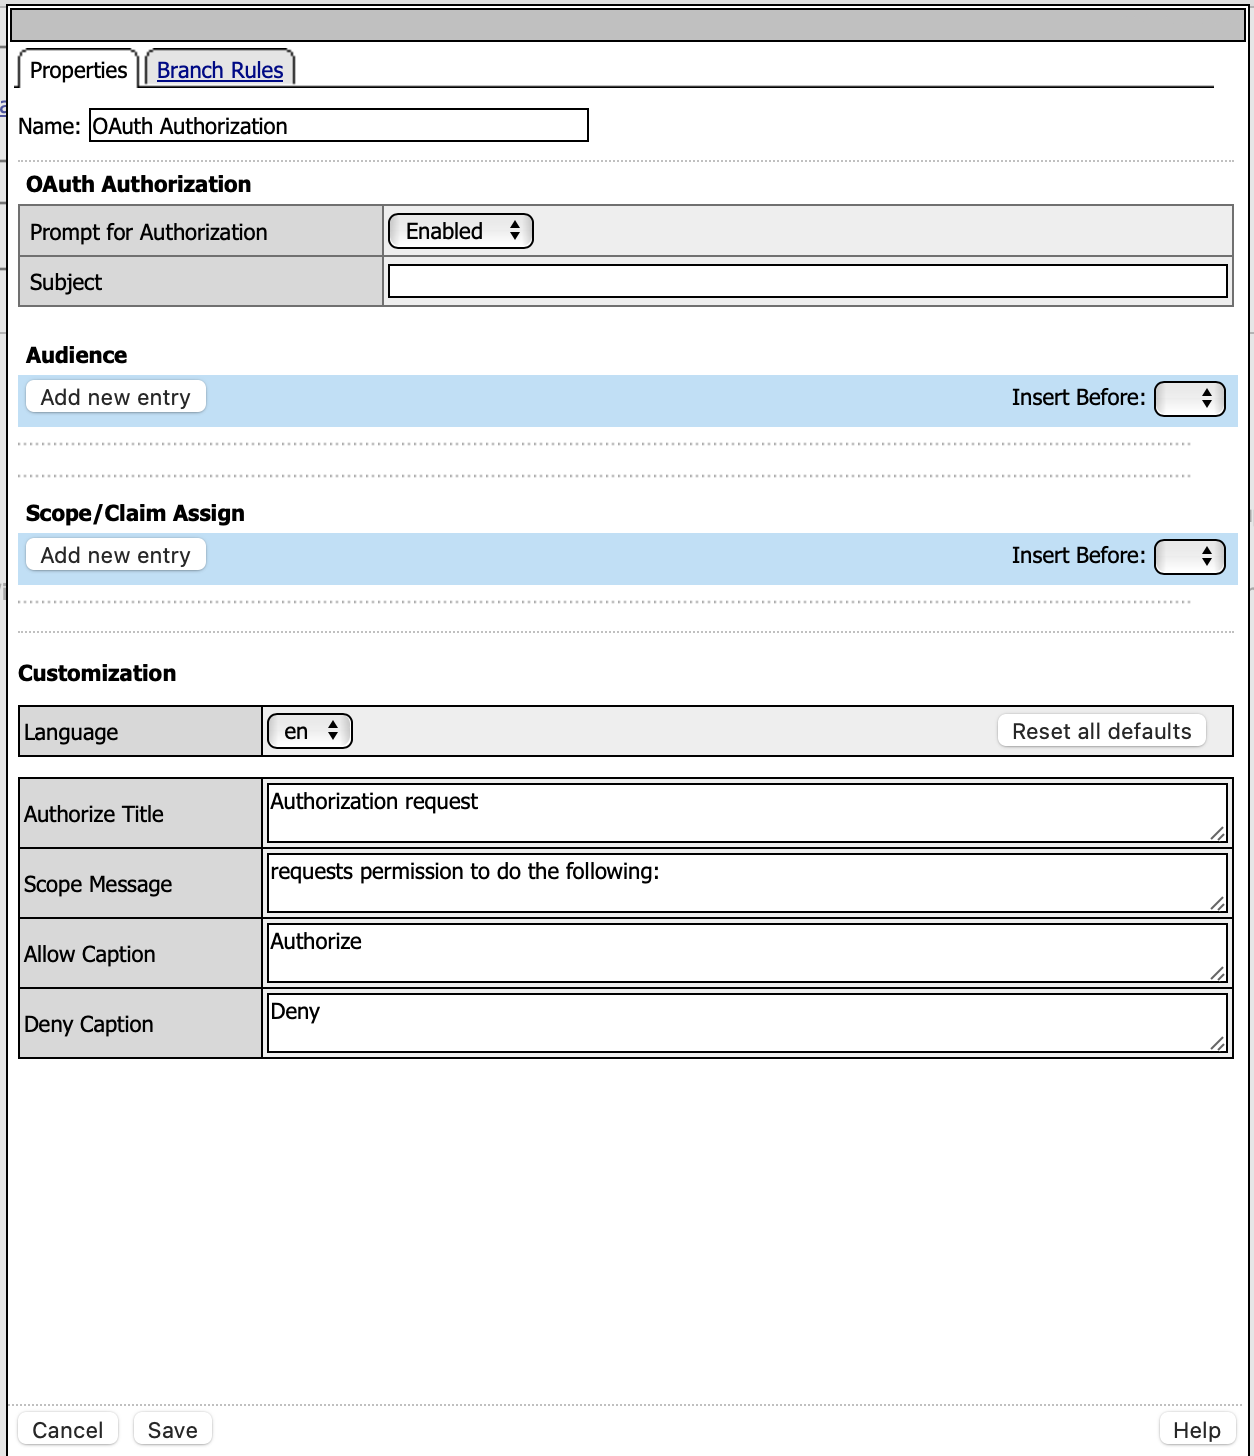 Properties
Branch Rules
Name: OAuth Authorization
OAuth Authorization
Prompt for Authorization Enabled
Subject
Audience
Add new entry Insert Before:
Scope/Claim Assign
Add new entry Insert Before:
Customization
Language en Reset all defaults
Authorize Title Authorization request
Scope Message requests permission to do the following:
Allow Caption Authorize
Deny Caption Deny
Cancel Save Help